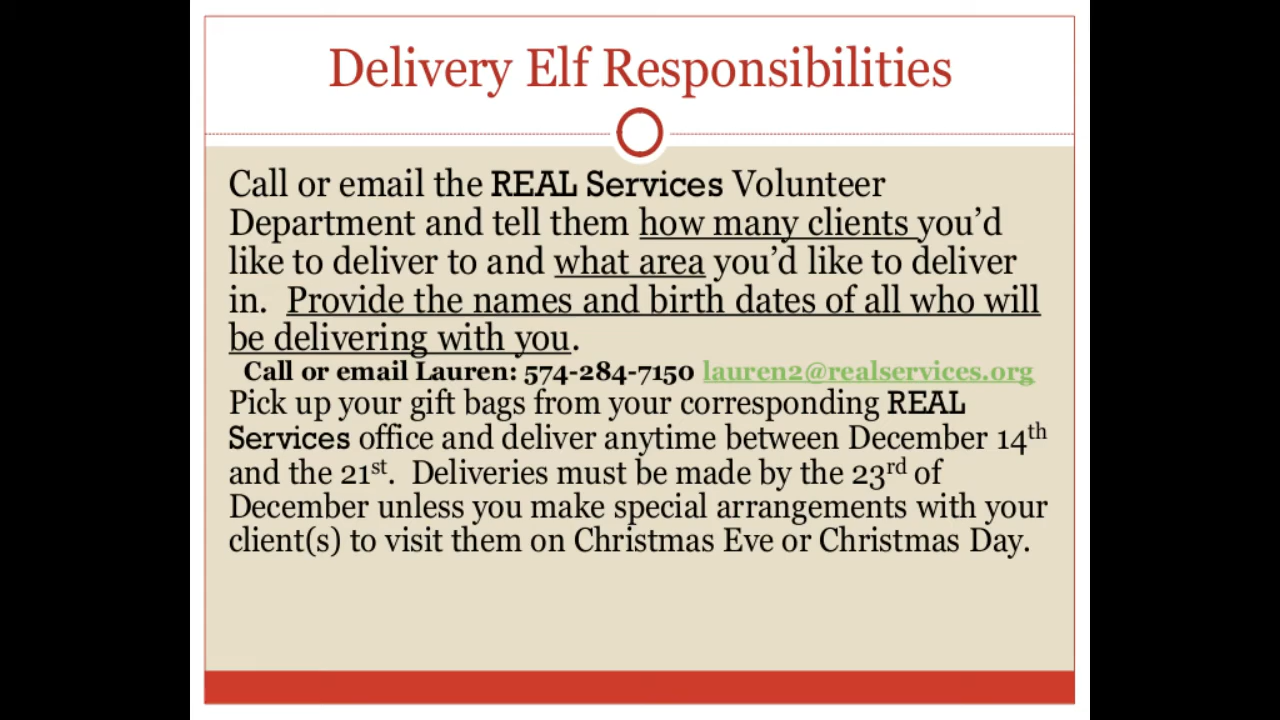 Delivery Elf Responsibilities
Call or email the REAL Services Volunteer
Department and tell them how many clients you’d
like to deliver to and what area you’d like to deliver
in.  Provide the names and birth dates of all who will
be delivering with you.
Call or email Lauren: 574-284-7150 lauren2@realservices.org
Pick up your gift bags from your corresponding REAL
Services office and deliver anytime between December 14th
and the 21st.  Deliveries must be made by the 23rd of
December unless you make special arrangements with your
client(s) to visit them on Christmas Eve or Christmas Day.